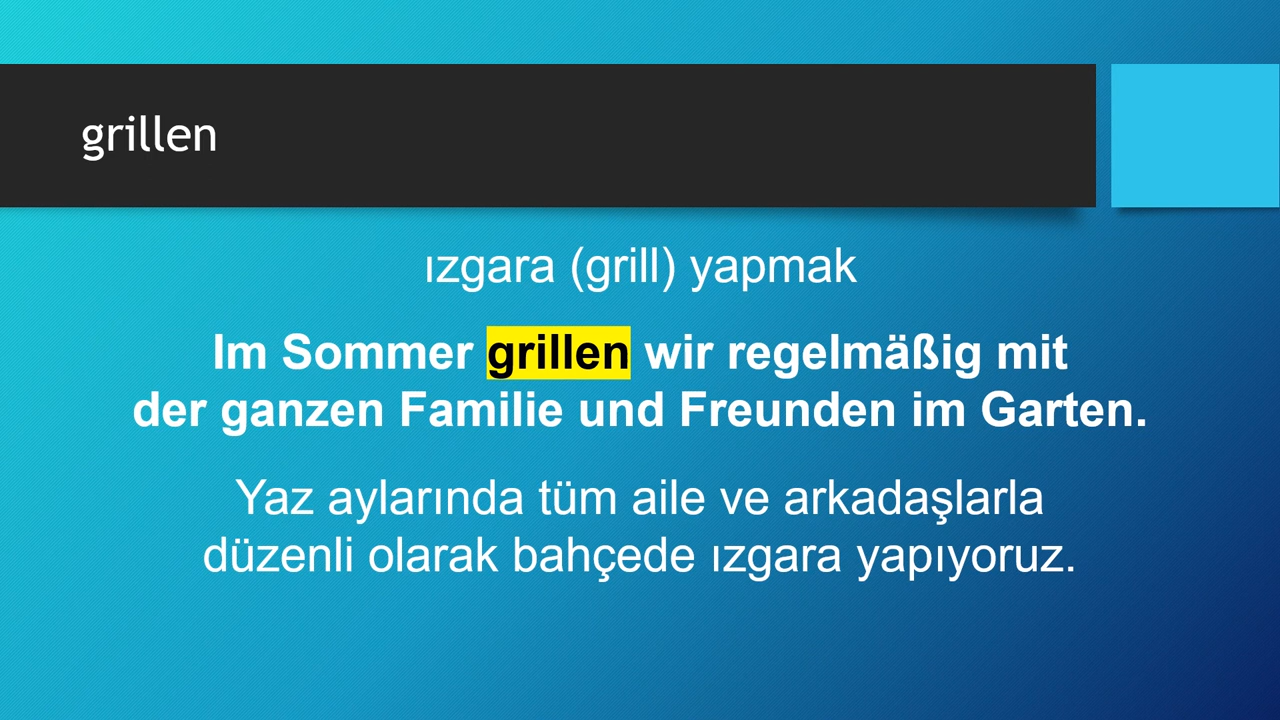 grillen
ızgara (grill) yapmak
Im Sommer grillen wir regelmäßig mit
der ganzen Familie und Freunden im Garten.
Yaz aylarında tüm aile ve arkadaşlarla
düzenli olarak bahçede ızgara yapıyoruz.